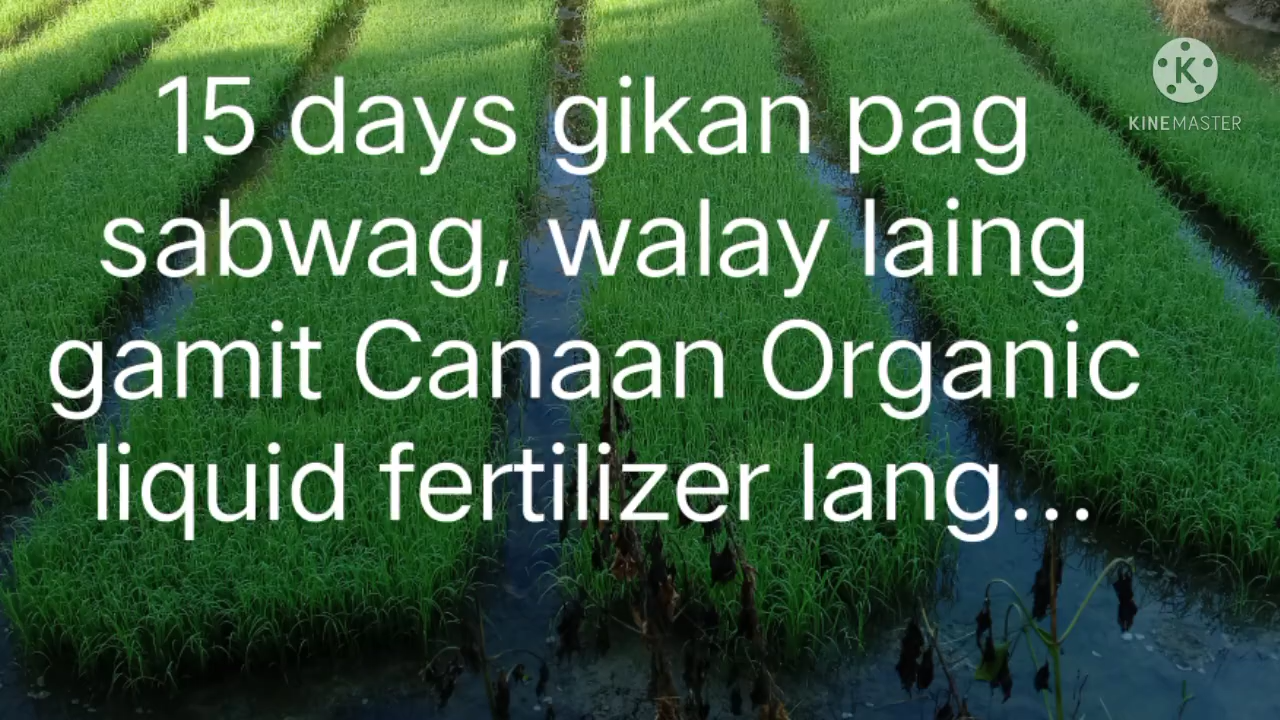 15 days gikan pag
sabwag, walay laing
gamit Canaan Organic
liquid fertilizer lang...
K
KINEMASTER